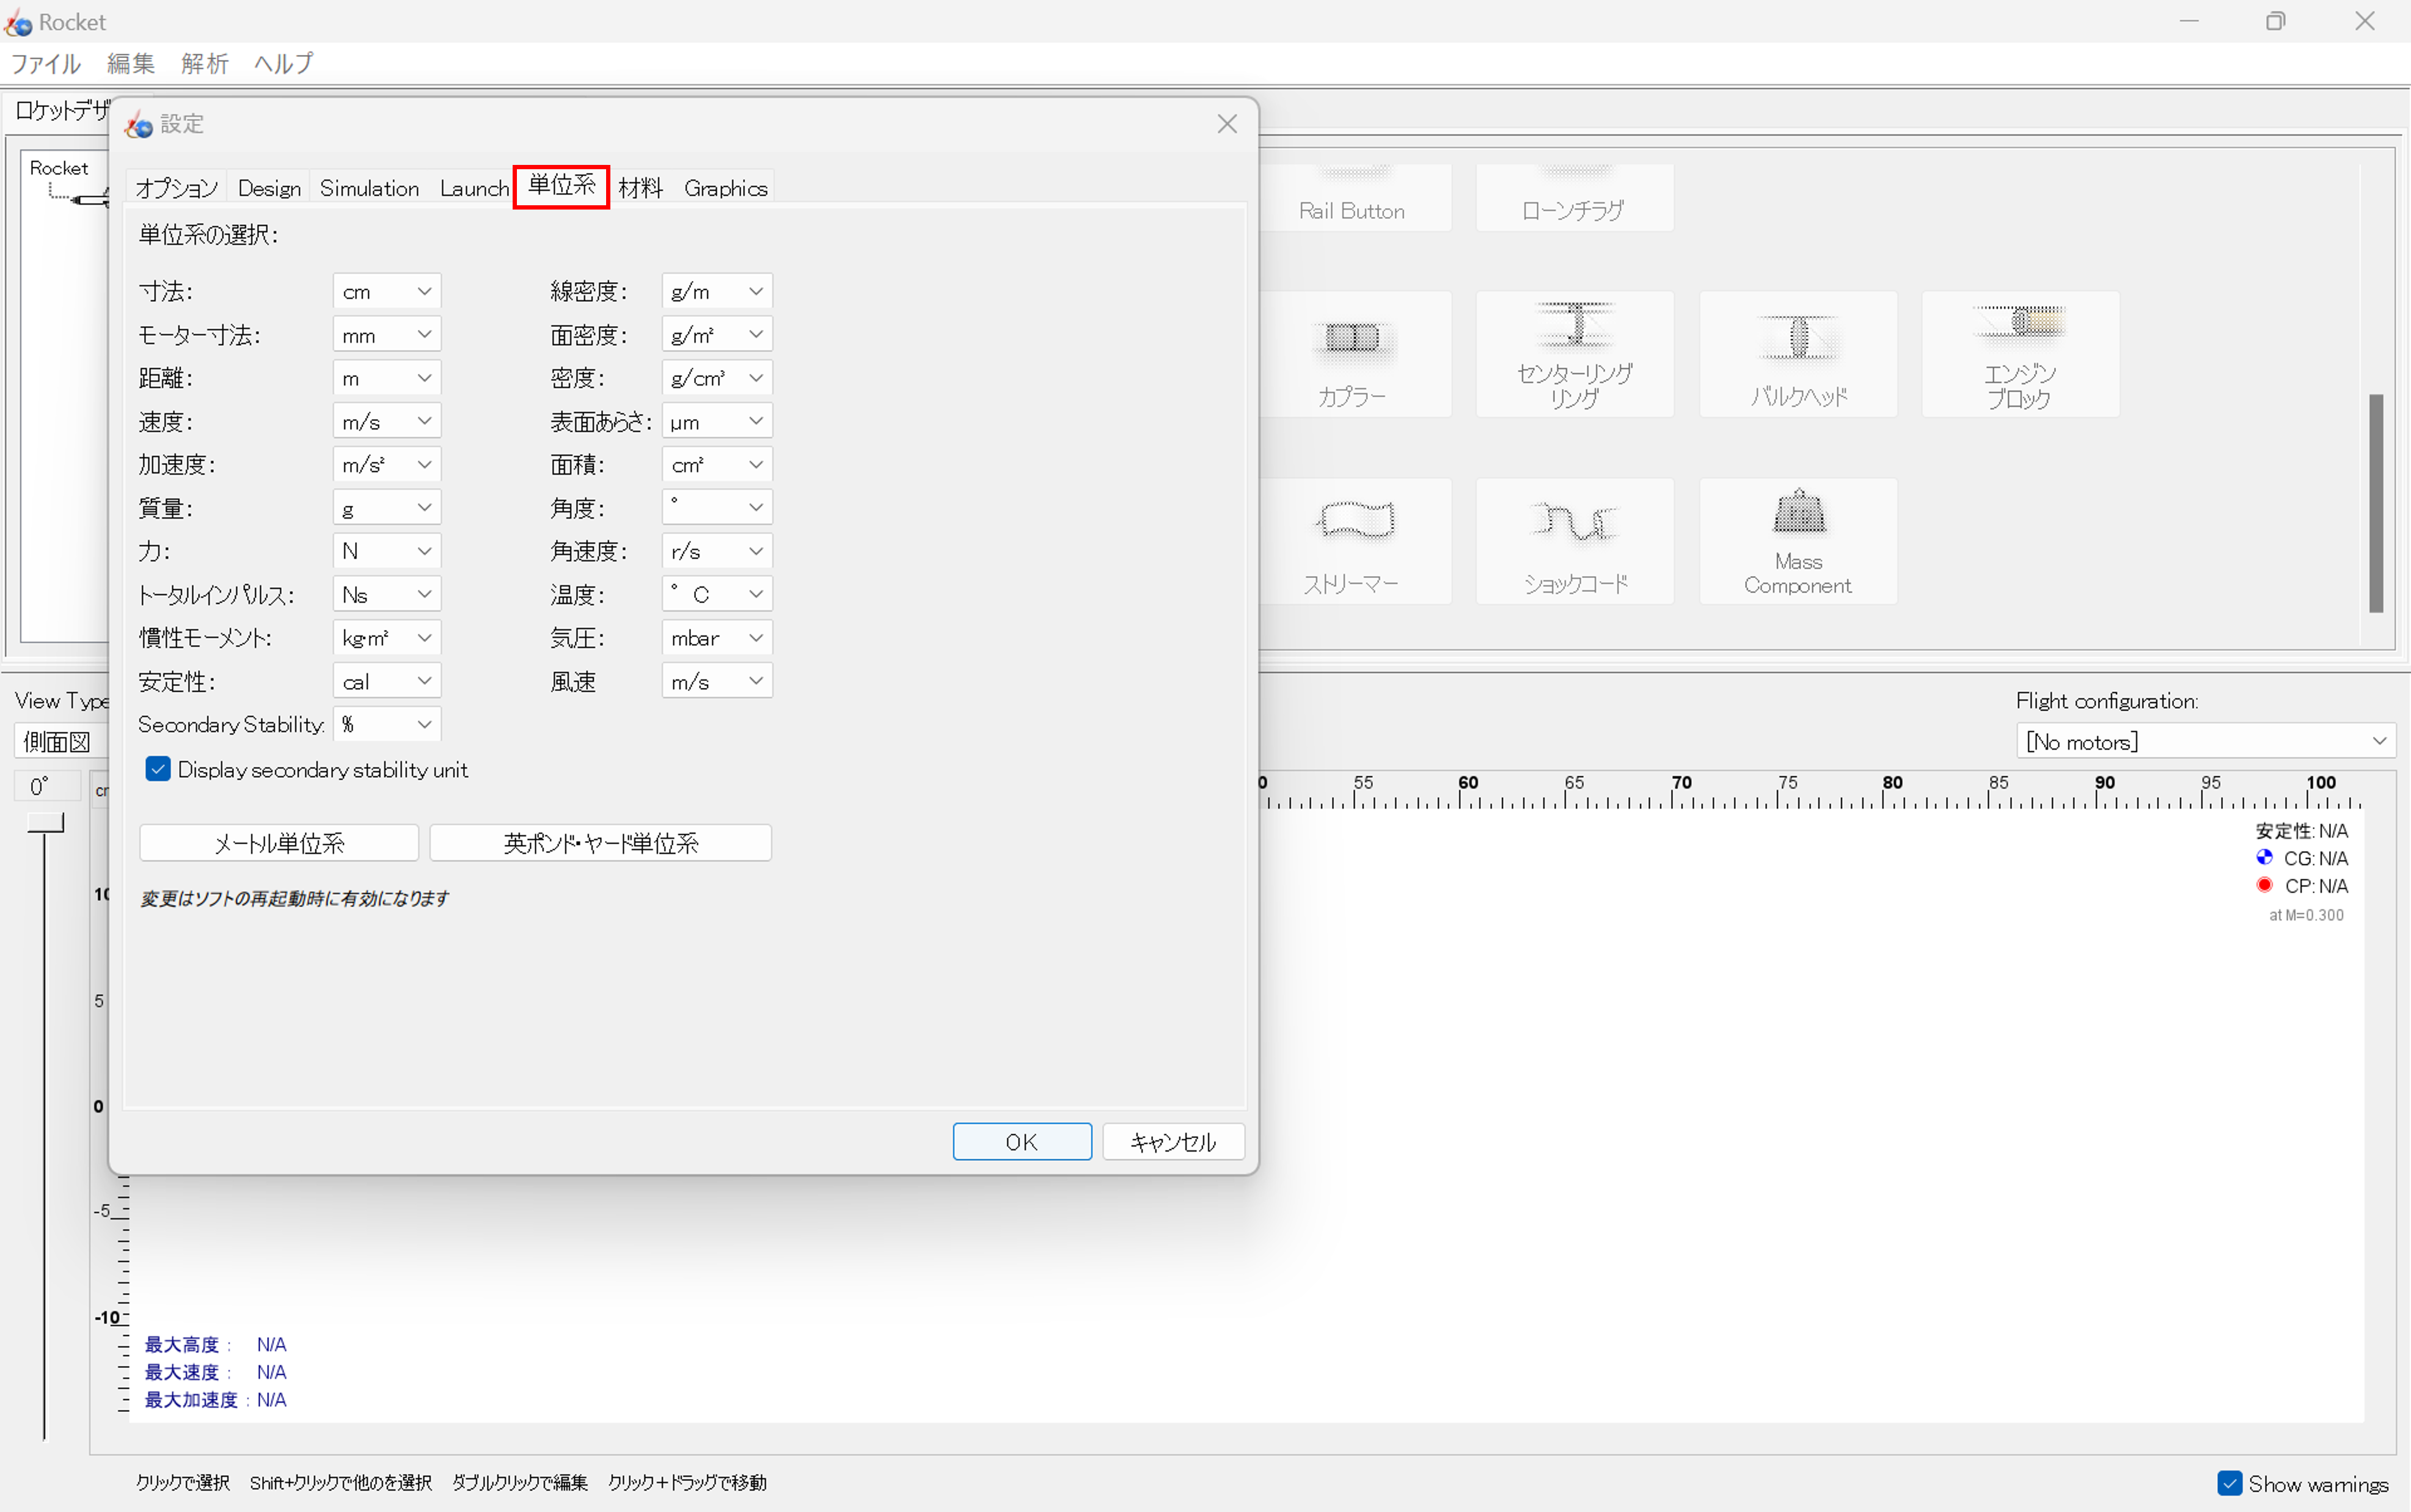 Rocket
ファイル 編集 解析 ヘルプ
ロケットデザ
Rocket
設定
オプション Design Simulation Launch 単位系 材料 Graphics
単位系の選択:
寸法: cm 線密度: g/m
モーター寸法: mm 面密度: g/m²
距離: m 密度: g/cm³
速度: m/s 表面あらさ: μm
加速度: m/s² 面積: cm²
質量: g 角度: °
力: N 角速度: r/s
トータルインパルス: Ns 温度: ° C
慣性モーメント: kg·m² 気圧: mbar
安定性: cal 風速 m/s
Secondary Stability: %
Display secondary stability unit
メートル単位系 英ポンド・ヤード単位系
変更はソフトの再起動時に有効になります
OK キャンセル
Rail Button ローンチラグ
カプラー センターリング リング バルクヘッド エンジン ブロック
ストリーマー ショックコード Mass Component
View Type
側面図
Flight configuration:
[No motors]
0°
cm
0 55 60 65 70 75 80 85 90 95 100
安定性: N/A
CG: N/A
CP: N/A
at M=0.300
10
5
0
-5
-10
最大高度 : N/A
最大速度 : N/A
最大加速度 : N/A
クリックで選択 Shift+クリックで他のを選択 ダブルクリックで編集 クリック＋ドラッグで移動
Show warnings